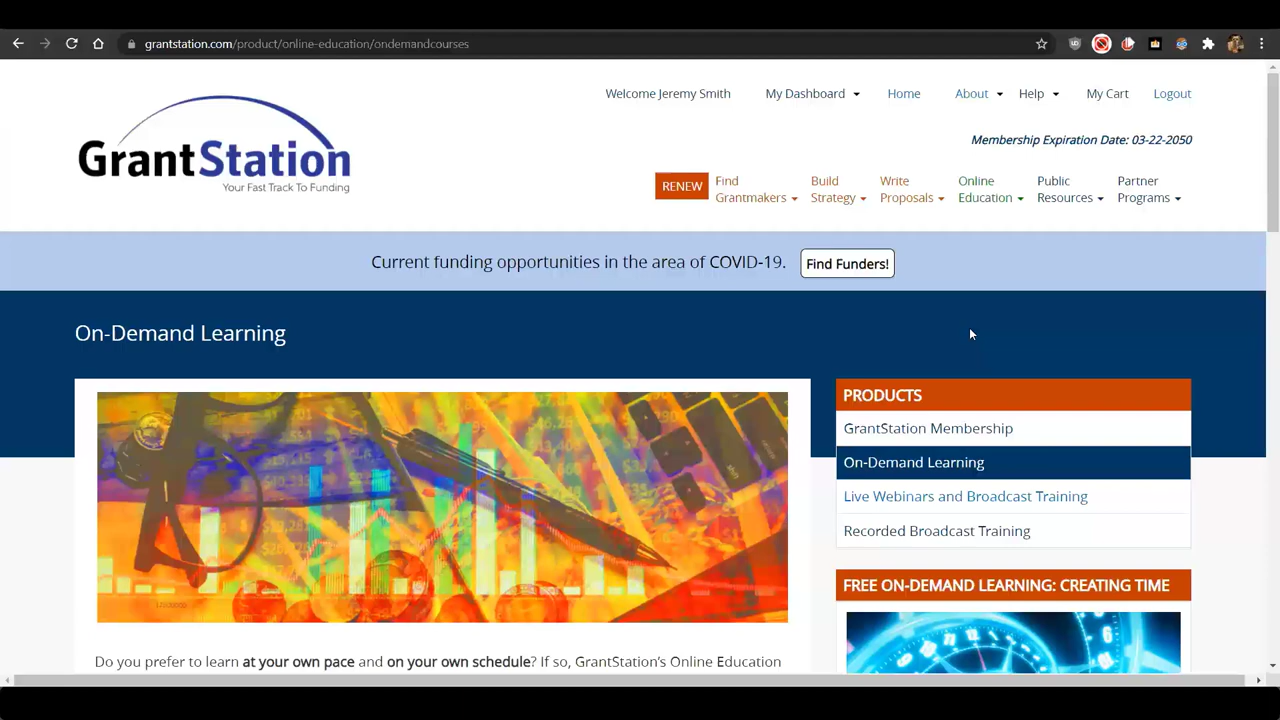 grantstation.com/product/online-education/ondemandcourses
Welcome Jeremy Smith My Dashboard Home About Help My Cart Logout
GrantStation
Your Fast Track To Funding
Membership Expiration Date: 03-22-2050
RENEW Find Grantmakers Build Strategy Write Proposals Online Education Public Resources Partner Programs
Current funding opportunities in the area of COVID-19. Find Funders!
On-Demand Learning
PRODUCTS
GrantStation Membership
On-Demand Learning
Live Webinars and Broadcast Training
Recorded Broadcast Training
FREE ON-DEMAND LEARNING: CREATING TIME
Do you prefer to learn at your own pace and on your own schedule? If so, GrantStation's Online Education